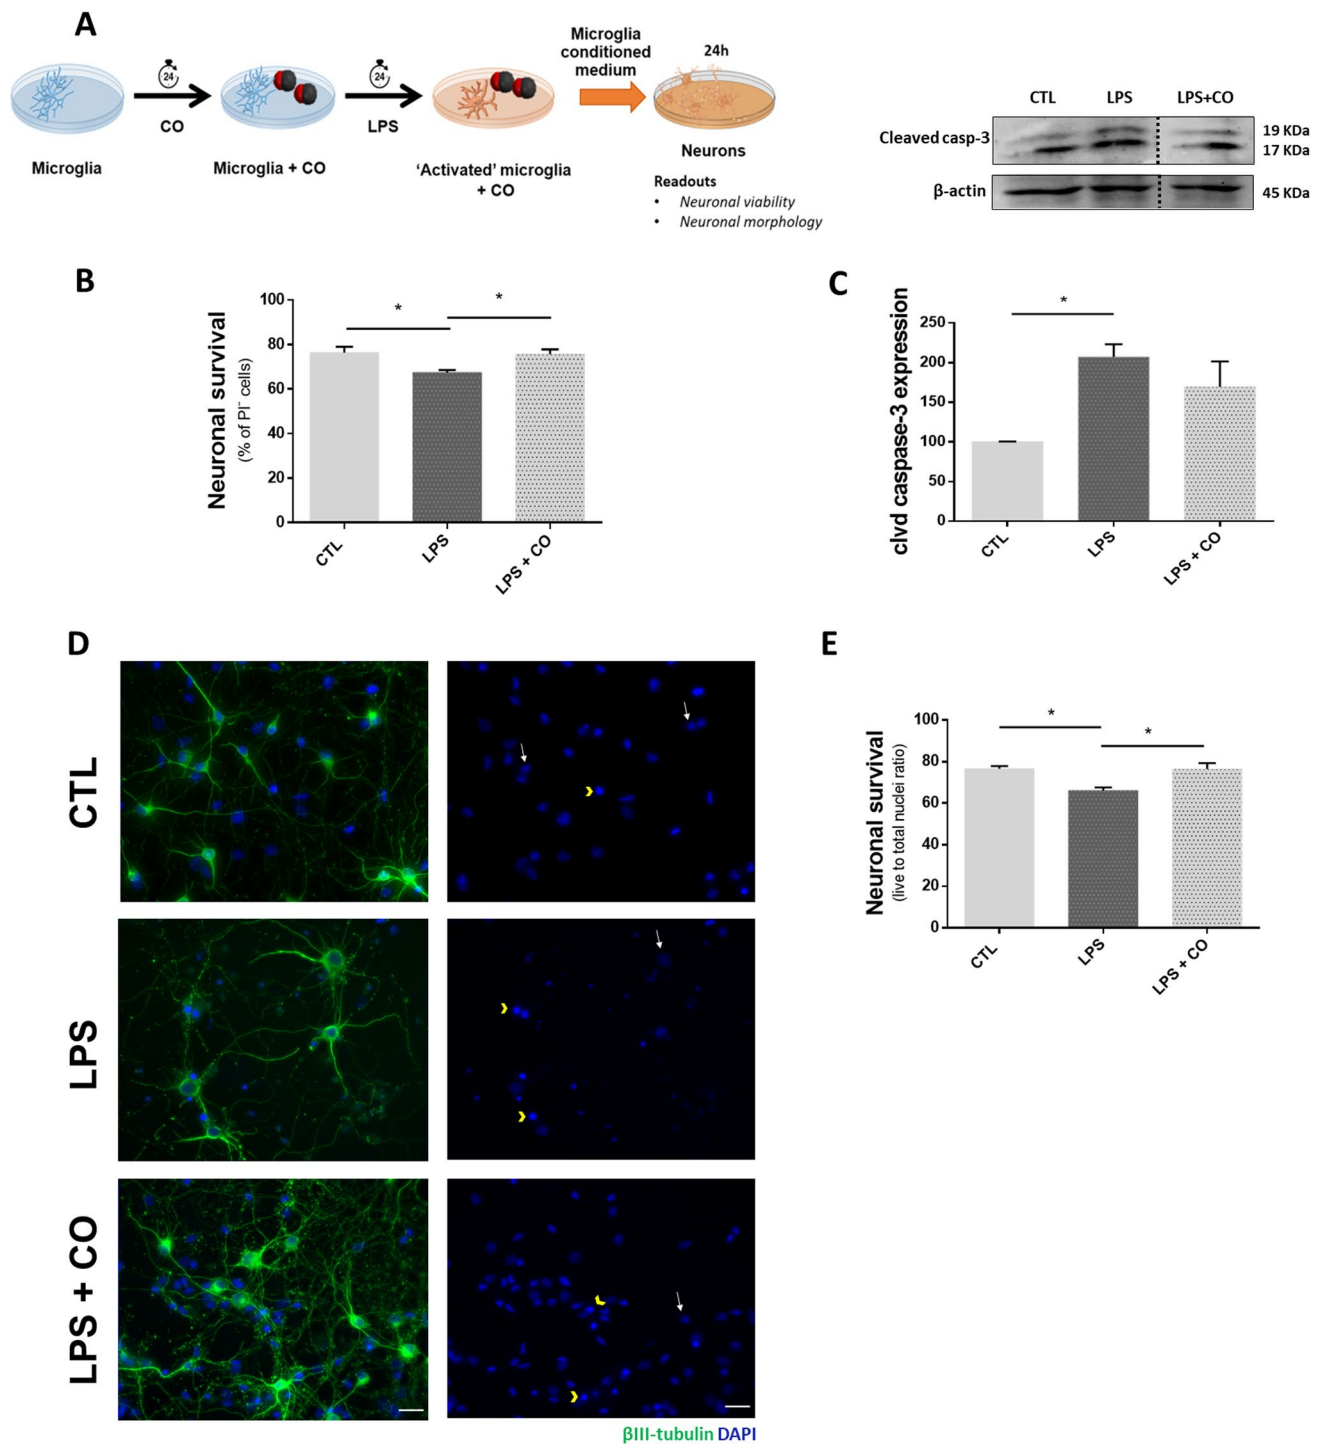 A
Microglia
conditioned
medium
24h
24
24
CO
LPS
Microglia
Microglia + CO
'Activated' microglia
+ CO
Neurons
Readouts
• Neuronal viability
• Neuronal morphology
CTL LPS LPS+CO
Cleaved casp-3
19 KDa
17 KDa
β-actin
45 KDa
B
Neuronal survival
(% of PI⁻ cells)
100
80
60
40
20
0
CTL
LPS
LPS + CO
*
*
C
clvd caspase-3 expression
250
200
150
100
50
0
CTL
LPS
LPS + CO
*
D
CTL
LPS
LPS + CO
βIII-tubulin DAPI
E
Neuronal survival
(live to total nuclei ratio)
100
80
60
40
20
0
CTL
LPS
LPS + CO
*
*